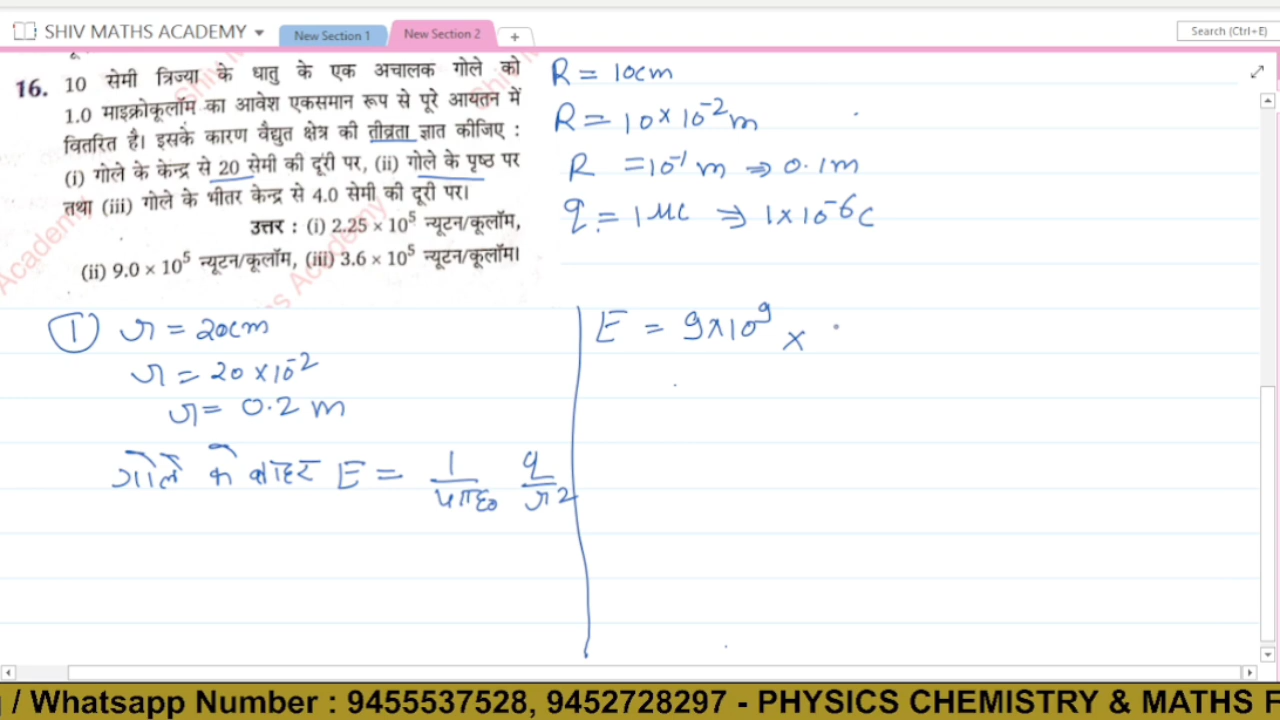 SHIV MATHS ACADEMY
New Section 1
New Section 2
+
Search (Ctrl+E)
16. 10 सेमी त्रिज्या के धातु के एक अचालक गोले को
1.0 माइक्रोकूलॉम का आवेश एकसमान रूप से पूरे आयतन में
वितरित है। इसके कारण वैद्युत क्षेत्र की तीव्रता ज्ञात कीजिए :
(i) गोले के केन्द्र से 20 सेमी की दूरी पर, (ii) गोले के पृष्ठ पर
तथा (iii) गोले के भीतर केन्द्र से 4.0 सेमी की दूरी पर।
उत्तर : (i) 2.25 × 10⁵ न्यूटन/कूलॉम,
(ii) 9.0 × 10⁵ न्यूटन/कूलॉम, (iii) 3.6 × 10⁵ न्यूटन/कूलॉम।
R = 10cm
R = 10 × 10⁻² m
R = 10⁻¹ m ⇒ 0.1m
q = 1 μc ⇒ 1 × 10⁻⁶ C
① r = 20cm
r = 20 × 10⁻²
r = 0.2 m
गोले के बाहर E = 1/4πε₀ q/r²
E = 9 × 10⁹ ×
/ Whatsapp Number : 9455537528, 9452728297 - PHYSICS CHEMISTRY & MATHS F